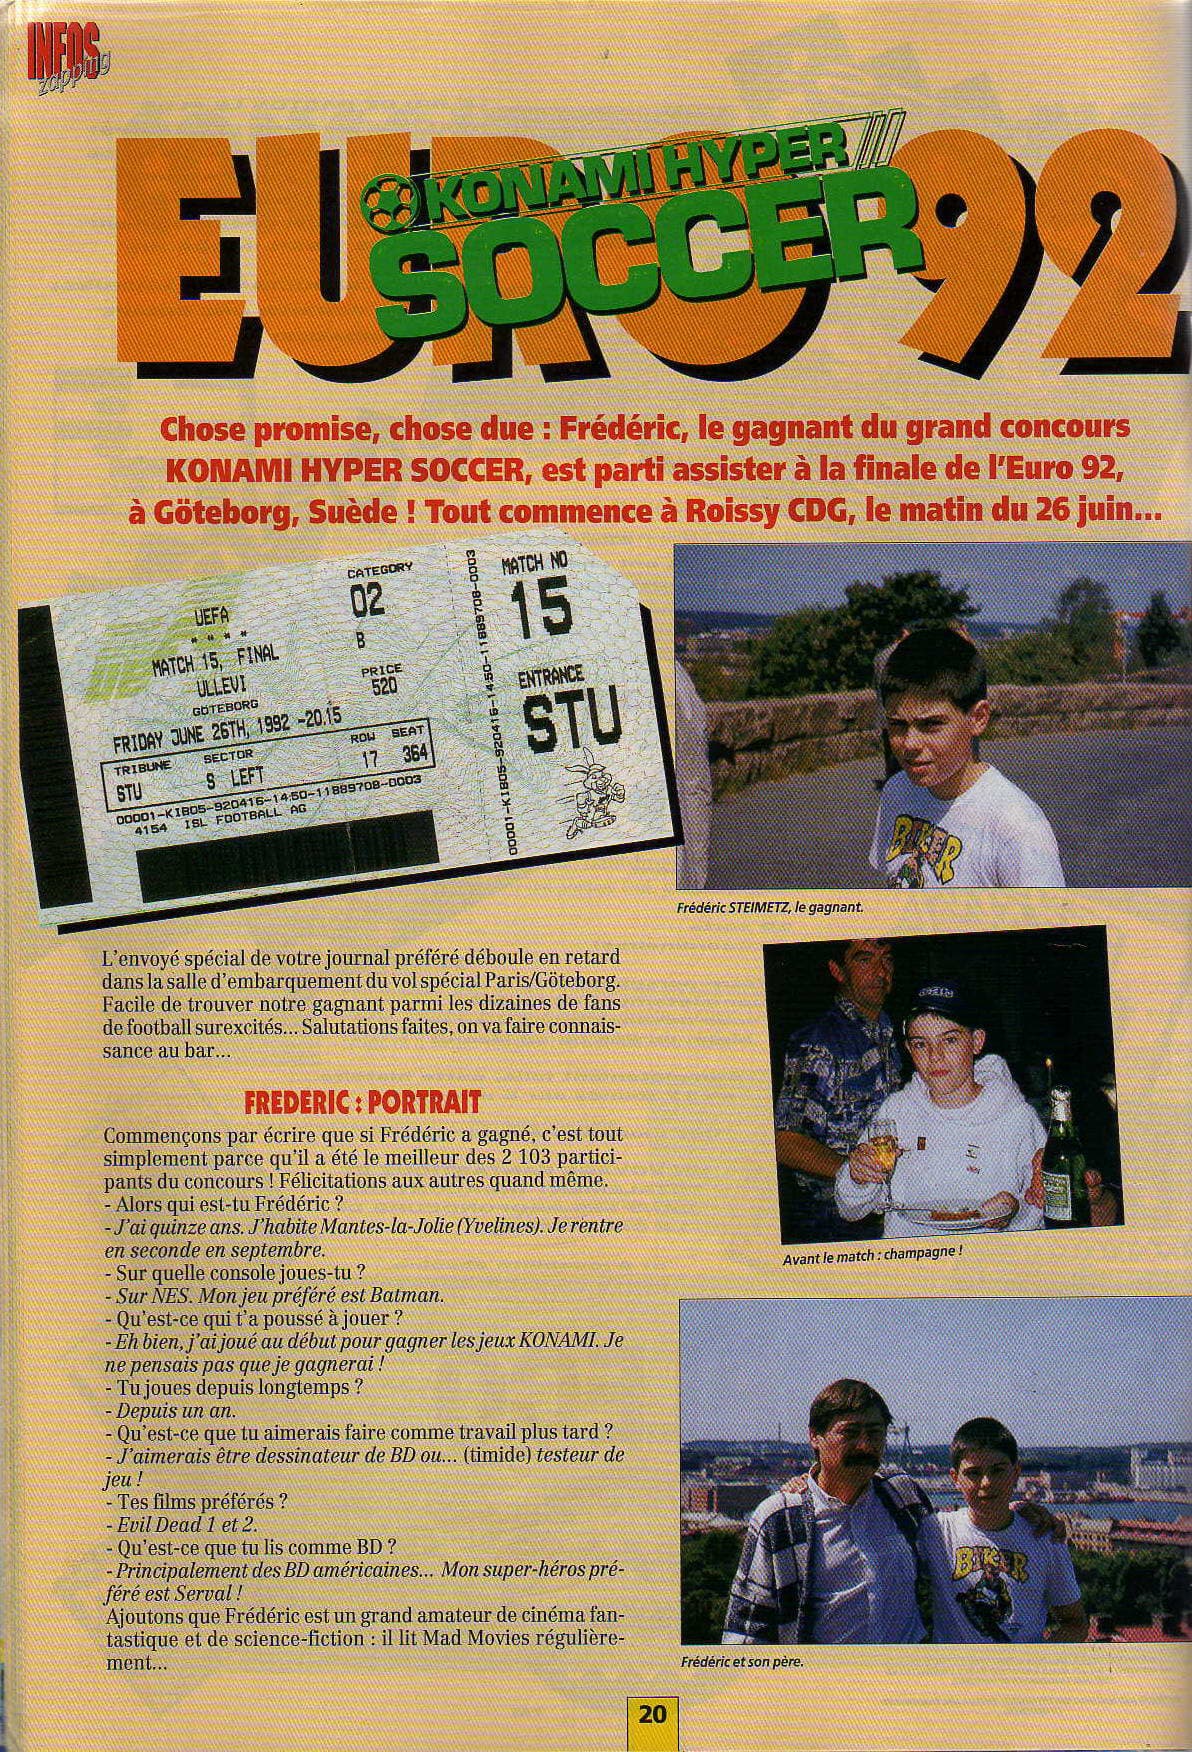 INFOS
zapping
EURO 92
KONAMI HYPER
SOCCER
Chose promise, chose due : Frédéric, le gagnant du grand concours
KONAMI HYPER SOCCER, est parti assister à la finale de l'Euro 92,
à Göteborg, Suède ! Tout commence à Roissy CDG, le matin du 26 juin...
UEFA
* * * *
MATCH 15, FINAL
ULLEVI
GÖTEBORG
FRIDAY JUNE 26TH, 1992 -20.15
CATEGORY
02
B
PRICE
520
TRIBUNE SECTOR ROW SEAT
STU S LEFT 17 364
00001-K1B05-920416-14:50-11889708-0003
4154 ISL FOOTBALL AG
00001-K1B05-920416-14:50-11889708-0003
MATCH NO
15
ENTRANCE
STU
BIKER
Frédéric STEIMETZ, le gagnant.
L'envoyé spécial de votre journal préféré déboule en retard
dans la salle d'embarquement du vol spécial Paris/Göteborg.
Facile de trouver notre gagnant parmi les dizaines de fans
de football surexcités... Salutations faites, on va faire connais-
sance au bar...
FREDERIC : PORTRAIT
Commençons par écrire que si Frédéric a gagné, c'est tout
simplement parce qu'il a été le meilleur des 2 103 partici-
pants du concours ! Félicitations aux autres quand même.
- Alors qui est-tu Frédéric ?
- J'ai quinze ans. J'habite Mantes-la-Jolie (Yvelines). Je rentre
en seconde en septembre.
- Sur quelle console joues-tu ?
- Sur NES. Mon jeu préféré est Batman.
- Qu'est-ce qui t'a poussé à jouer ?
- Eh bien, j'ai joué au début pour gagner les jeux KONAMI. Je
ne pensais pas que je gagnerai !
- Tu joues depuis longtemps ?
- Depuis un an.
- Qu'est-ce que tu aimerais faire comme travail plus tard ?
- J'aimerais être dessinateur de BD ou... (timide) testeur de
jeu !
- Tes films préférés ?
- Evil Dead 1 et 2.
- Qu'est-ce que tu lis comme BD ?
- Principalement des BD américaines... Mon super-héros pré-
féré est Serval !
Ajoutons que Frédéric est un grand amateur de cinéma fan-
tastique et de science-fiction : il lit Mad Movies régulière-
ment...
Avant le match : champagne !
BIKER
Frédéric et son père.
20